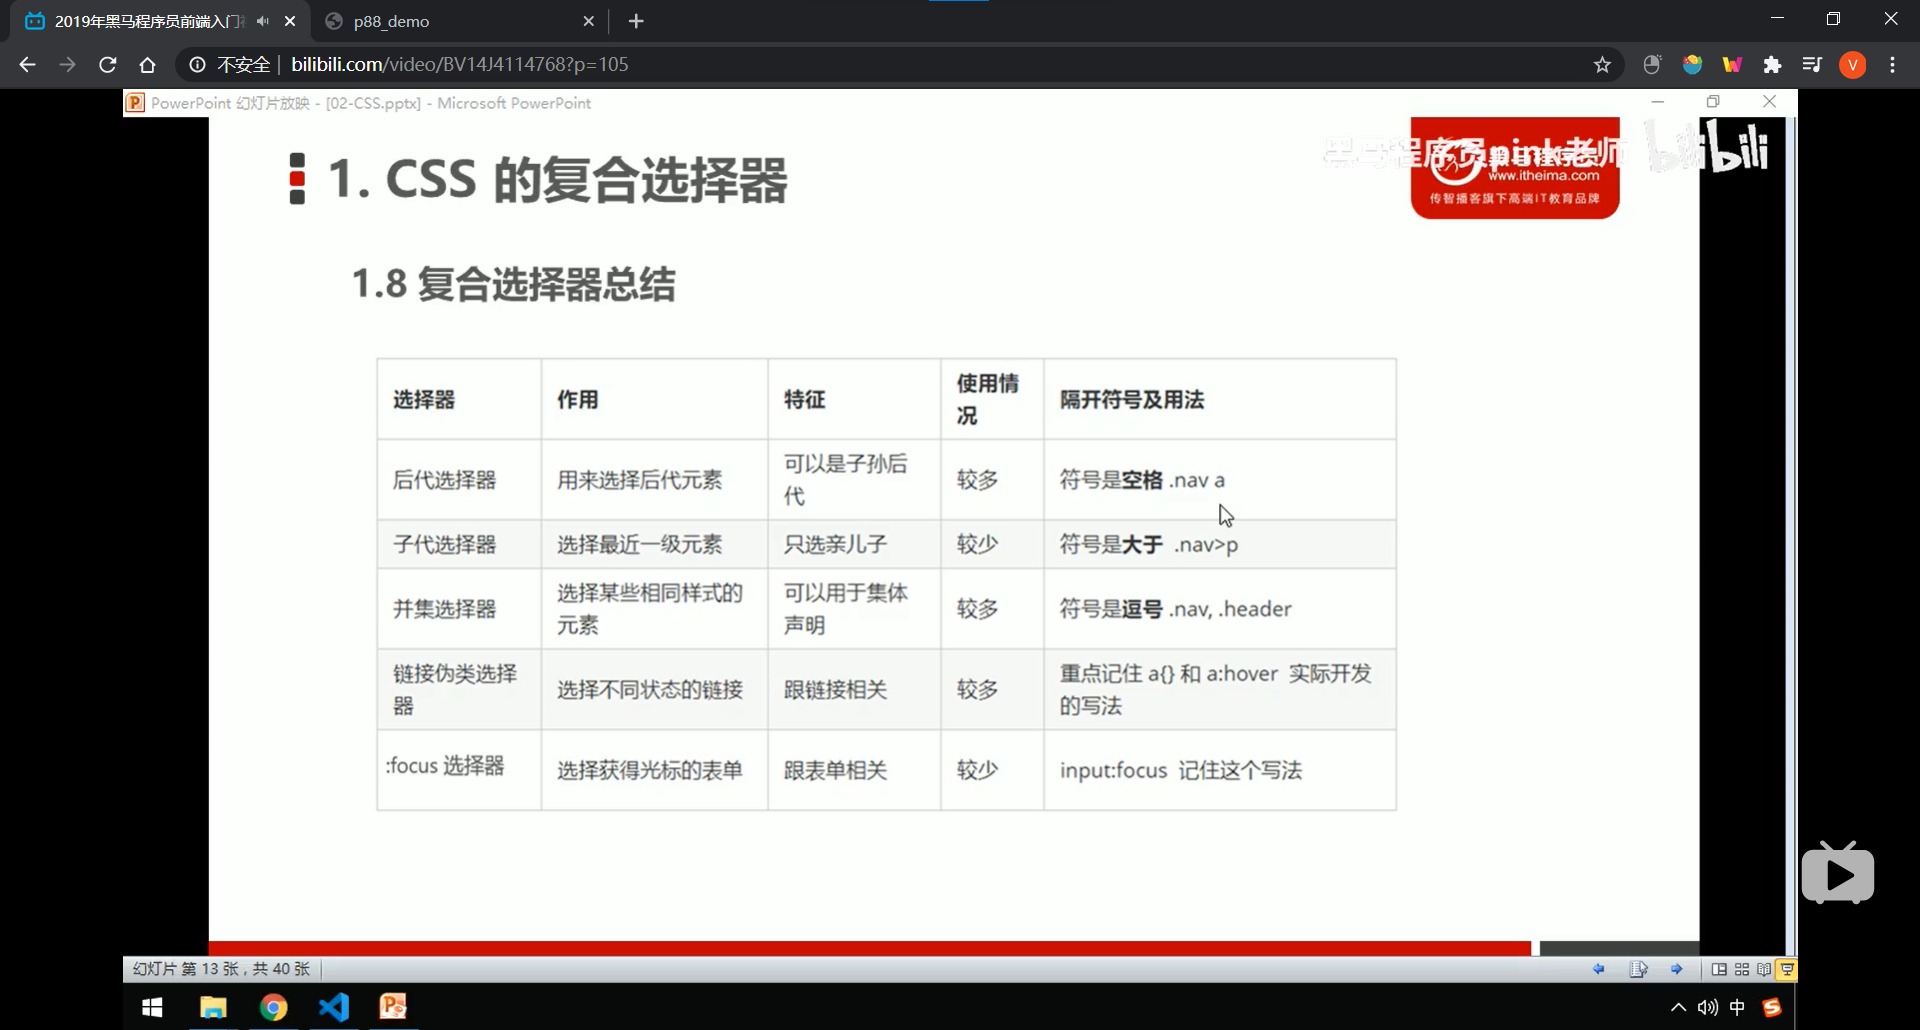 2019年黑马程序员前端入门
p88_demo
不安全 | bilibili.com/video/BV14J4114768?p=105
V
PowerPoint 幻灯片放映 - [02-CSS.pptx] - Microsoft PowerPoint
黑马程序员pink老师
bilibili
www.itheima.com
传智播客旗下高端IT教育品牌
1. CSS 的复合选择器
1.8 复合选择器总结
选择器 作用 特征 使用情况 隔开符号及用法
后代选择器 用来选择后代元素 可以是子孙后代 较多 符号是空格 .nav a
子代选择器 选择最近一级元素 只选亲儿子 较少 符号是大于 .nav>p
并集选择器 选择某些相同样式的元素 可以用于集体声明 较多 符号是逗号 .nav, .header
链接伪类选择器 选择不同状态的链接 跟链接相关 较多 重点记住 a{} 和 a:hover 实际开发的写法
:focus 选择器 选择获得光标的表单 跟表单相关 较少 input:focus 记住这个写法
幻灯片 第 13 张，共 40 张
中